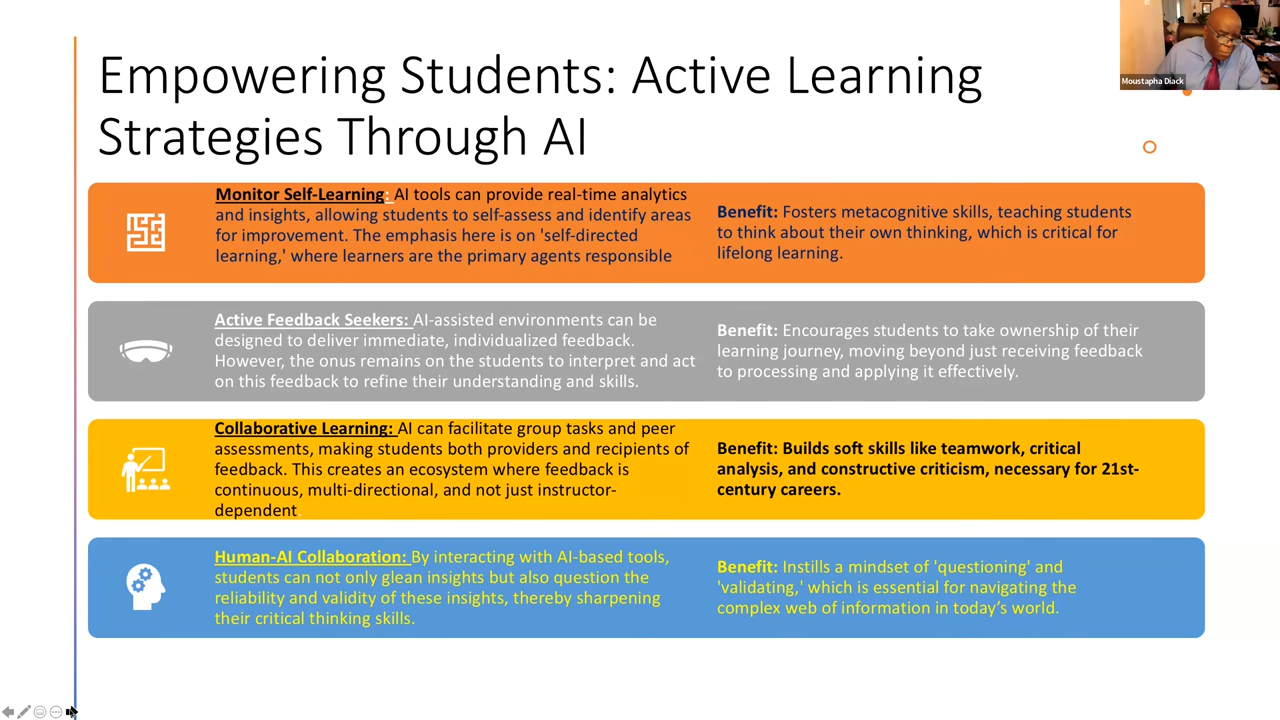 Moustapha Diack
Empowering Students: Active Learning
Strategies Through AI
Monitor Self-Learning: AI tools can provide real-time analytics
and insights, allowing students to self-assess and identify areas
for improvement. The emphasis here is on 'self-directed
learning,' where learners are the primary agents responsible
Benefit: Fosters metacognitive skills, teaching students
to think about their own thinking, which is critical for
lifelong learning.
Active Feedback Seekers: AI-assisted environments can be
designed to deliver immediate, individualized feedback.
However, the onus remains on the students to interpret and act
on this feedback to refine their understanding and skills.
Benefit: Encourages students to take ownership of their
learning journey, moving beyond just receiving feedback
to processing and applying it effectively.
Collaborative Learning: AI can facilitate group tasks and peer
assessments, making students both providers and recipients of
feedback. This creates an ecosystem where feedback is
continuous, multi-directional, and not just instructor-
dependent.
Benefit: Builds soft skills like teamwork, critical
analysis, and constructive criticism, necessary for 21st-
century careers.
Human-AI Collaboration: By interacting with AI-based tools,
students can not only glean insights but also question the
reliability and validity of these insights, thereby sharpening
their critical thinking skills.
Benefit: Instills a mindset of 'questioning' and
'validating,' which is essential for navigating the
complex web of information in today’s world.